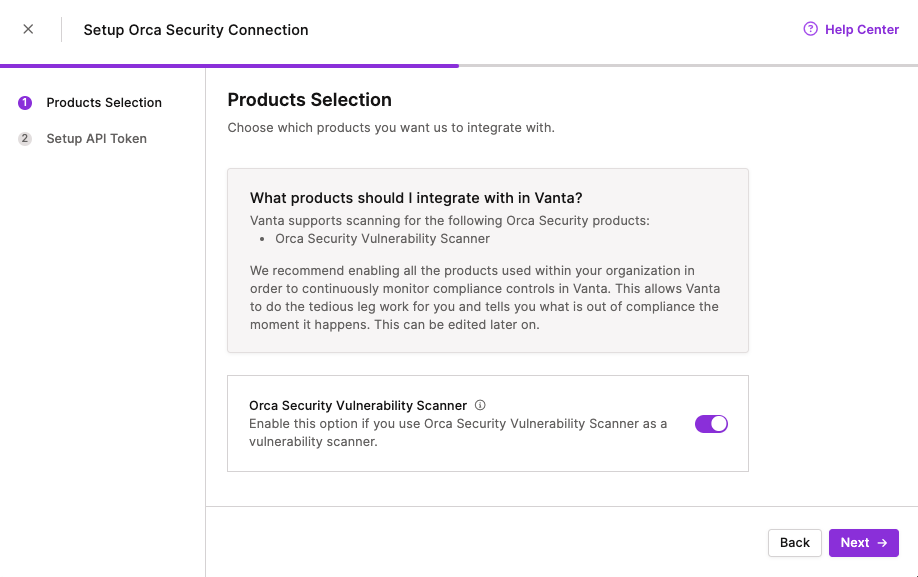 Setup Orca Security Connection
Help Center
1 Products Selection
2 Setup API Token
Products Selection
Choose which products you want us to integrate with.
What products should I integrate with in Vanta?
Vanta supports scanning for the following Orca Security products:
• Orca Security Vulnerability Scanner
We recommend enabling all the products used within your organization in
order to continuously monitor compliance controls in Vanta. This allows Vanta
to do the tedious leg work for you and tells you what is out of compliance the
moment it happens. This can be edited later on.
Orca Security Vulnerability Scanner
Enable this option if you use Orca Security Vulnerability Scanner as a
vulnerability scanner.
Back
Next →